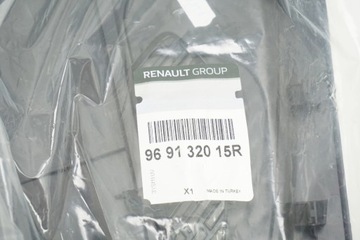 RENAULT GROUP
96 91 320 15R
X1 MADE IN TURKEY